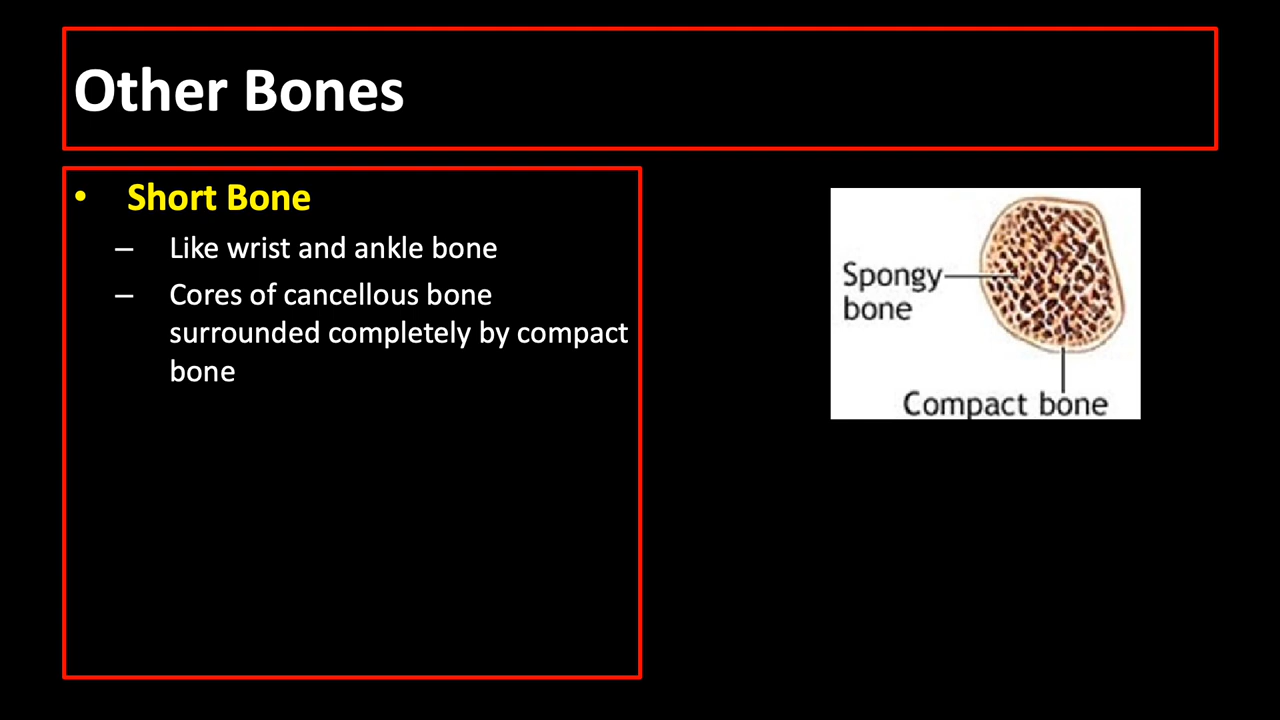 Other Bones
• Short Bone
– Like wrist and ankle bone
– Cores of cancellous bone
surrounded completely by compact
bone
Spongy
bone
Compact bone